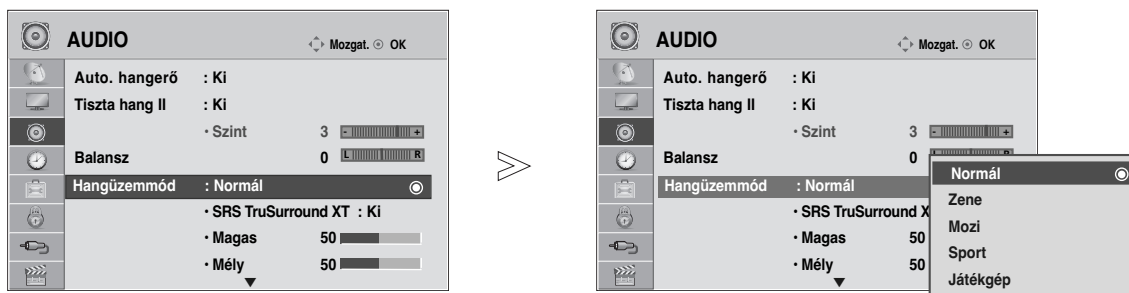 AUDIO
Mozgat. OK
Auto. hangerő : Ki
Tiszta hang II : Ki
• Szint 3 - +
Balansz 0 L R
Hangüzemmód : Normál
• SRS TruSurround XT : Ki
• Magas 50
• Mély 50
>
AUDIO
Mozgat. OK
Auto. hangerő : Ki
Tiszta hang II : Ki
• Szint 3 - +
Balansz 0
Hangüzemmód : Normál
• SRS TruSurround X
• Magas 50
• Mély 50
Normál
Zene
Mozi
Sport
Játékgép